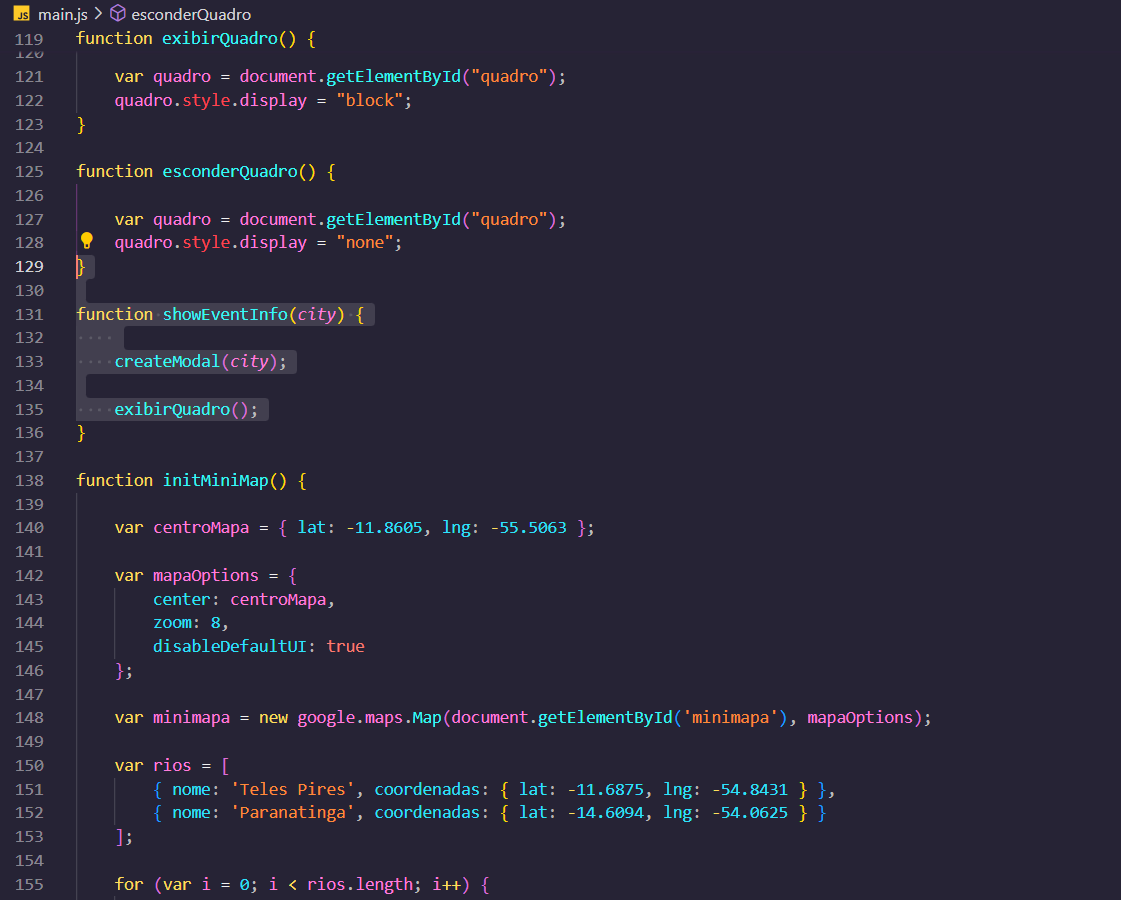 JS main.js > esconderQuadro
119 function exibirQuadro() {
120
121 var quadro = document.getElementById("quadro");
122 quadro.style.display = "block";
123 }
124
125 function esconderQuadro() {
126
127 var quadro = document.getElementById("quadro");
128 quadro.style.display = "none";
129 }
130
131 function showEventInfo(city) {
132
133 createModal(city);
134
135 exibirQuadro();
136 }
137
138 function initMiniMap() {
139
140 var centroMapa = { lat: -11.8605, lng: -55.5063 };
141
142 var mapaOptions = {
143 center: centroMapa,
144 zoom: 8,
145 disableDefaultUI: true
146 };
147
148 var minimapa = new google.maps.Map(document.getElementById('minimapa'), mapaOptions);
149
150 var rios = [
151 { nome: 'Teles Pires', coordenadas: { lat: -11.6875, lng: -54.8431 } },
152 { nome: 'Paranatinga', coordenadas: { lat: -14.6094, lng: -54.0625 } }
153 ];
154
155 for (var i = 0; i < rios.length; i++) {